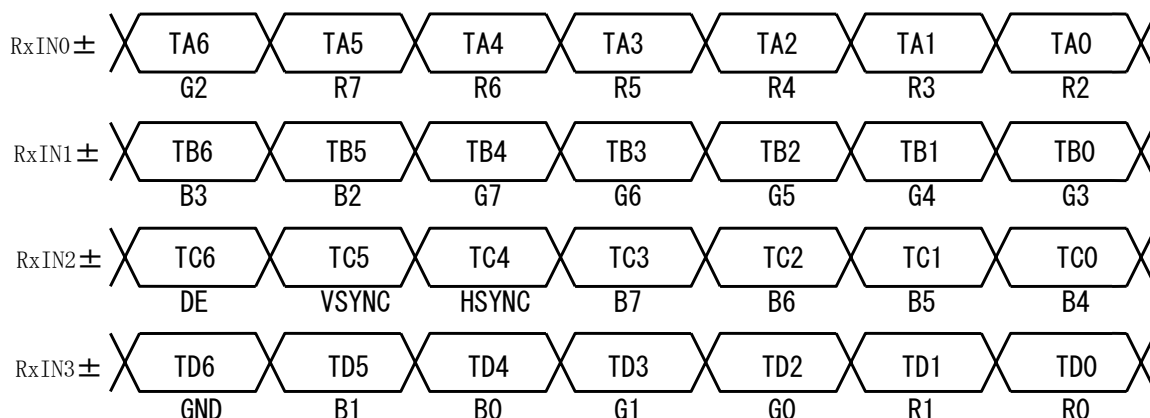 RxIN0± TA6 TA5 TA4 TA3 TA2 TA1 TA0
G2 R7 R6 R5 R4 R3 R2
RxIN1± TB6 TB5 TB4 TB3 TB2 TB1 TB0
B3 B2 G7 G6 G5 G4 G3
RxIN2± TC6 TC5 TC4 TC3 TC2 TC1 TC0
DE VSYNC HSYNC B7 B6 B5 B4
RxIN3± TD6 TD5 TD4 TD3 TD2 TD1 TD0
GND B1 B0 G1 G0 R1 R0